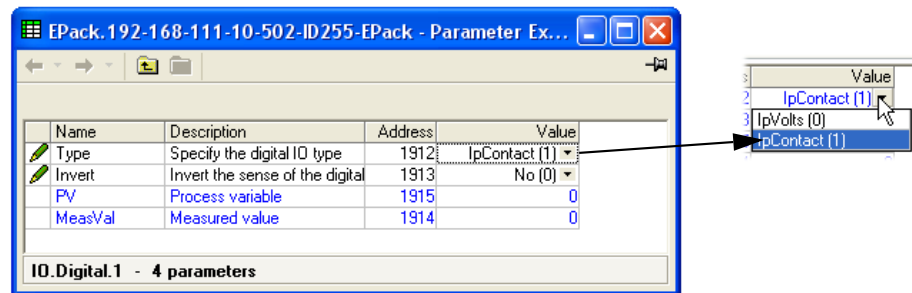 EPack.192-168-111-10-502-ID255-EPack - Parameter Ex...
Name Description Address Value
Type Specify the digital IO type 1912 IpContact (1)
Invert Invert the sense of the digital 1913 No (0)
PV Process variable 1915 0
MeasVal Measured value 1914 0
IO.Digital.1 - 4 parameters
s Value
2 IpContact (1)
3 IpVolts (0)
IpContact (1)